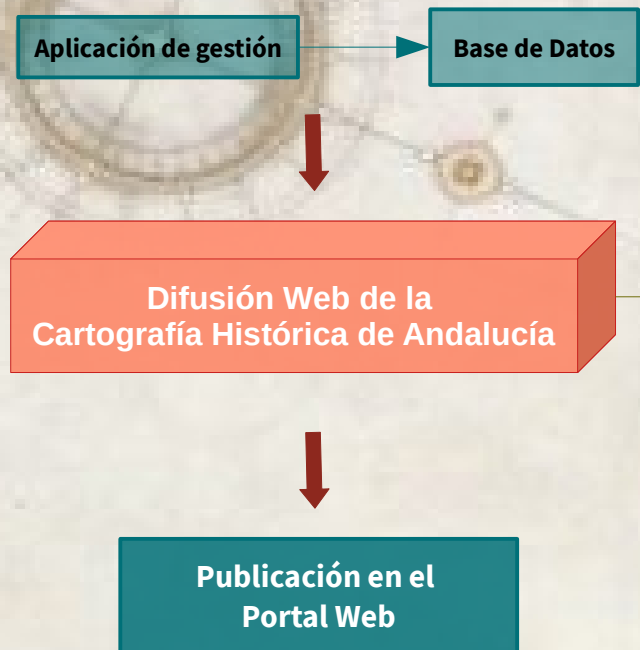 Aplicación de gestión
Base de Datos
Difusión Web de la
Cartografía Histórica de Andalucía
Publicación en el
Portal Web